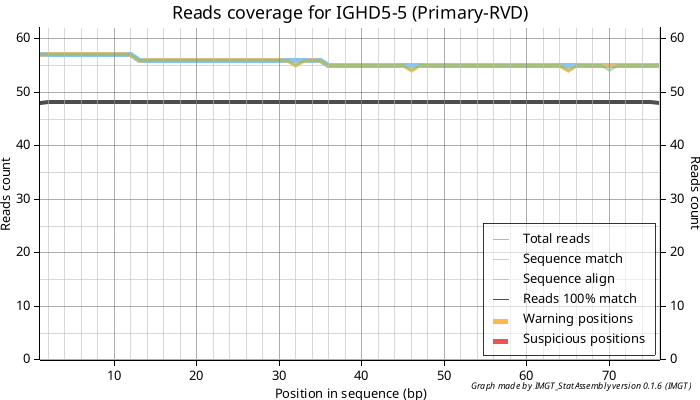 Reads coverage for IGHD5-5 (Primary-RVD)
60
60
50
50
40
40
30
30
20
20
10
10
0
0
Reads count
Reads count
Total reads
Sequence match
Sequence align
Reads 100% match
Warning positions
Suspicious positions
10 20 30 40 50 60 70
Position in sequence (bp)
Graph made by IMGT_StatAssembly version 0.1.6 (IMGT)